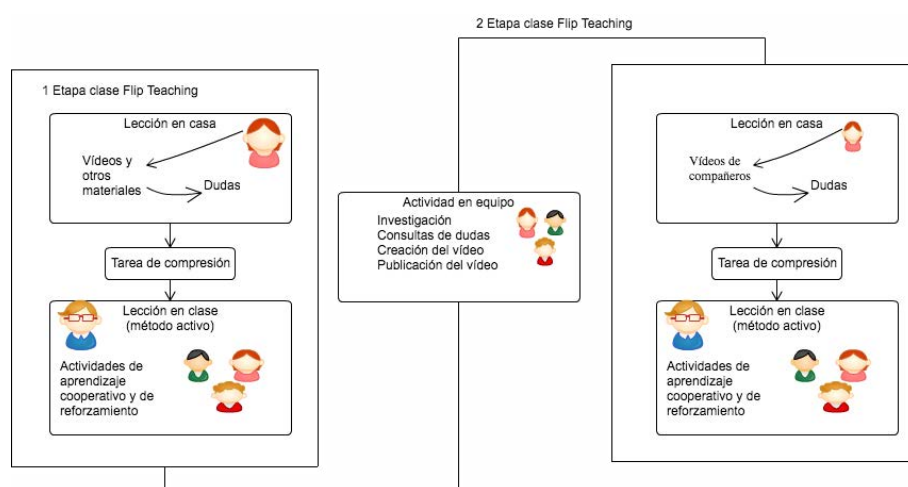 2 Etapa clase Flip Teaching
1 Etapa clase Flip Teaching
Lección en casa
Vídeos y
otros
materiales
Dudas
Tarea de compresión
Lección en clase
(método activo)
Actividades de
aprendizaje
cooperativo y de
reforzamiento
Actividad en equipo
Investigación
Consultas de dudas
Creación del vídeo
Publicación del vídeo
Lección en casa
Vídeos de
compañeros
Dudas
Tarea de compresión
Lección en clase
(método activo)
Actividades de
aprendizaje
cooperativo y de
reforzamiento